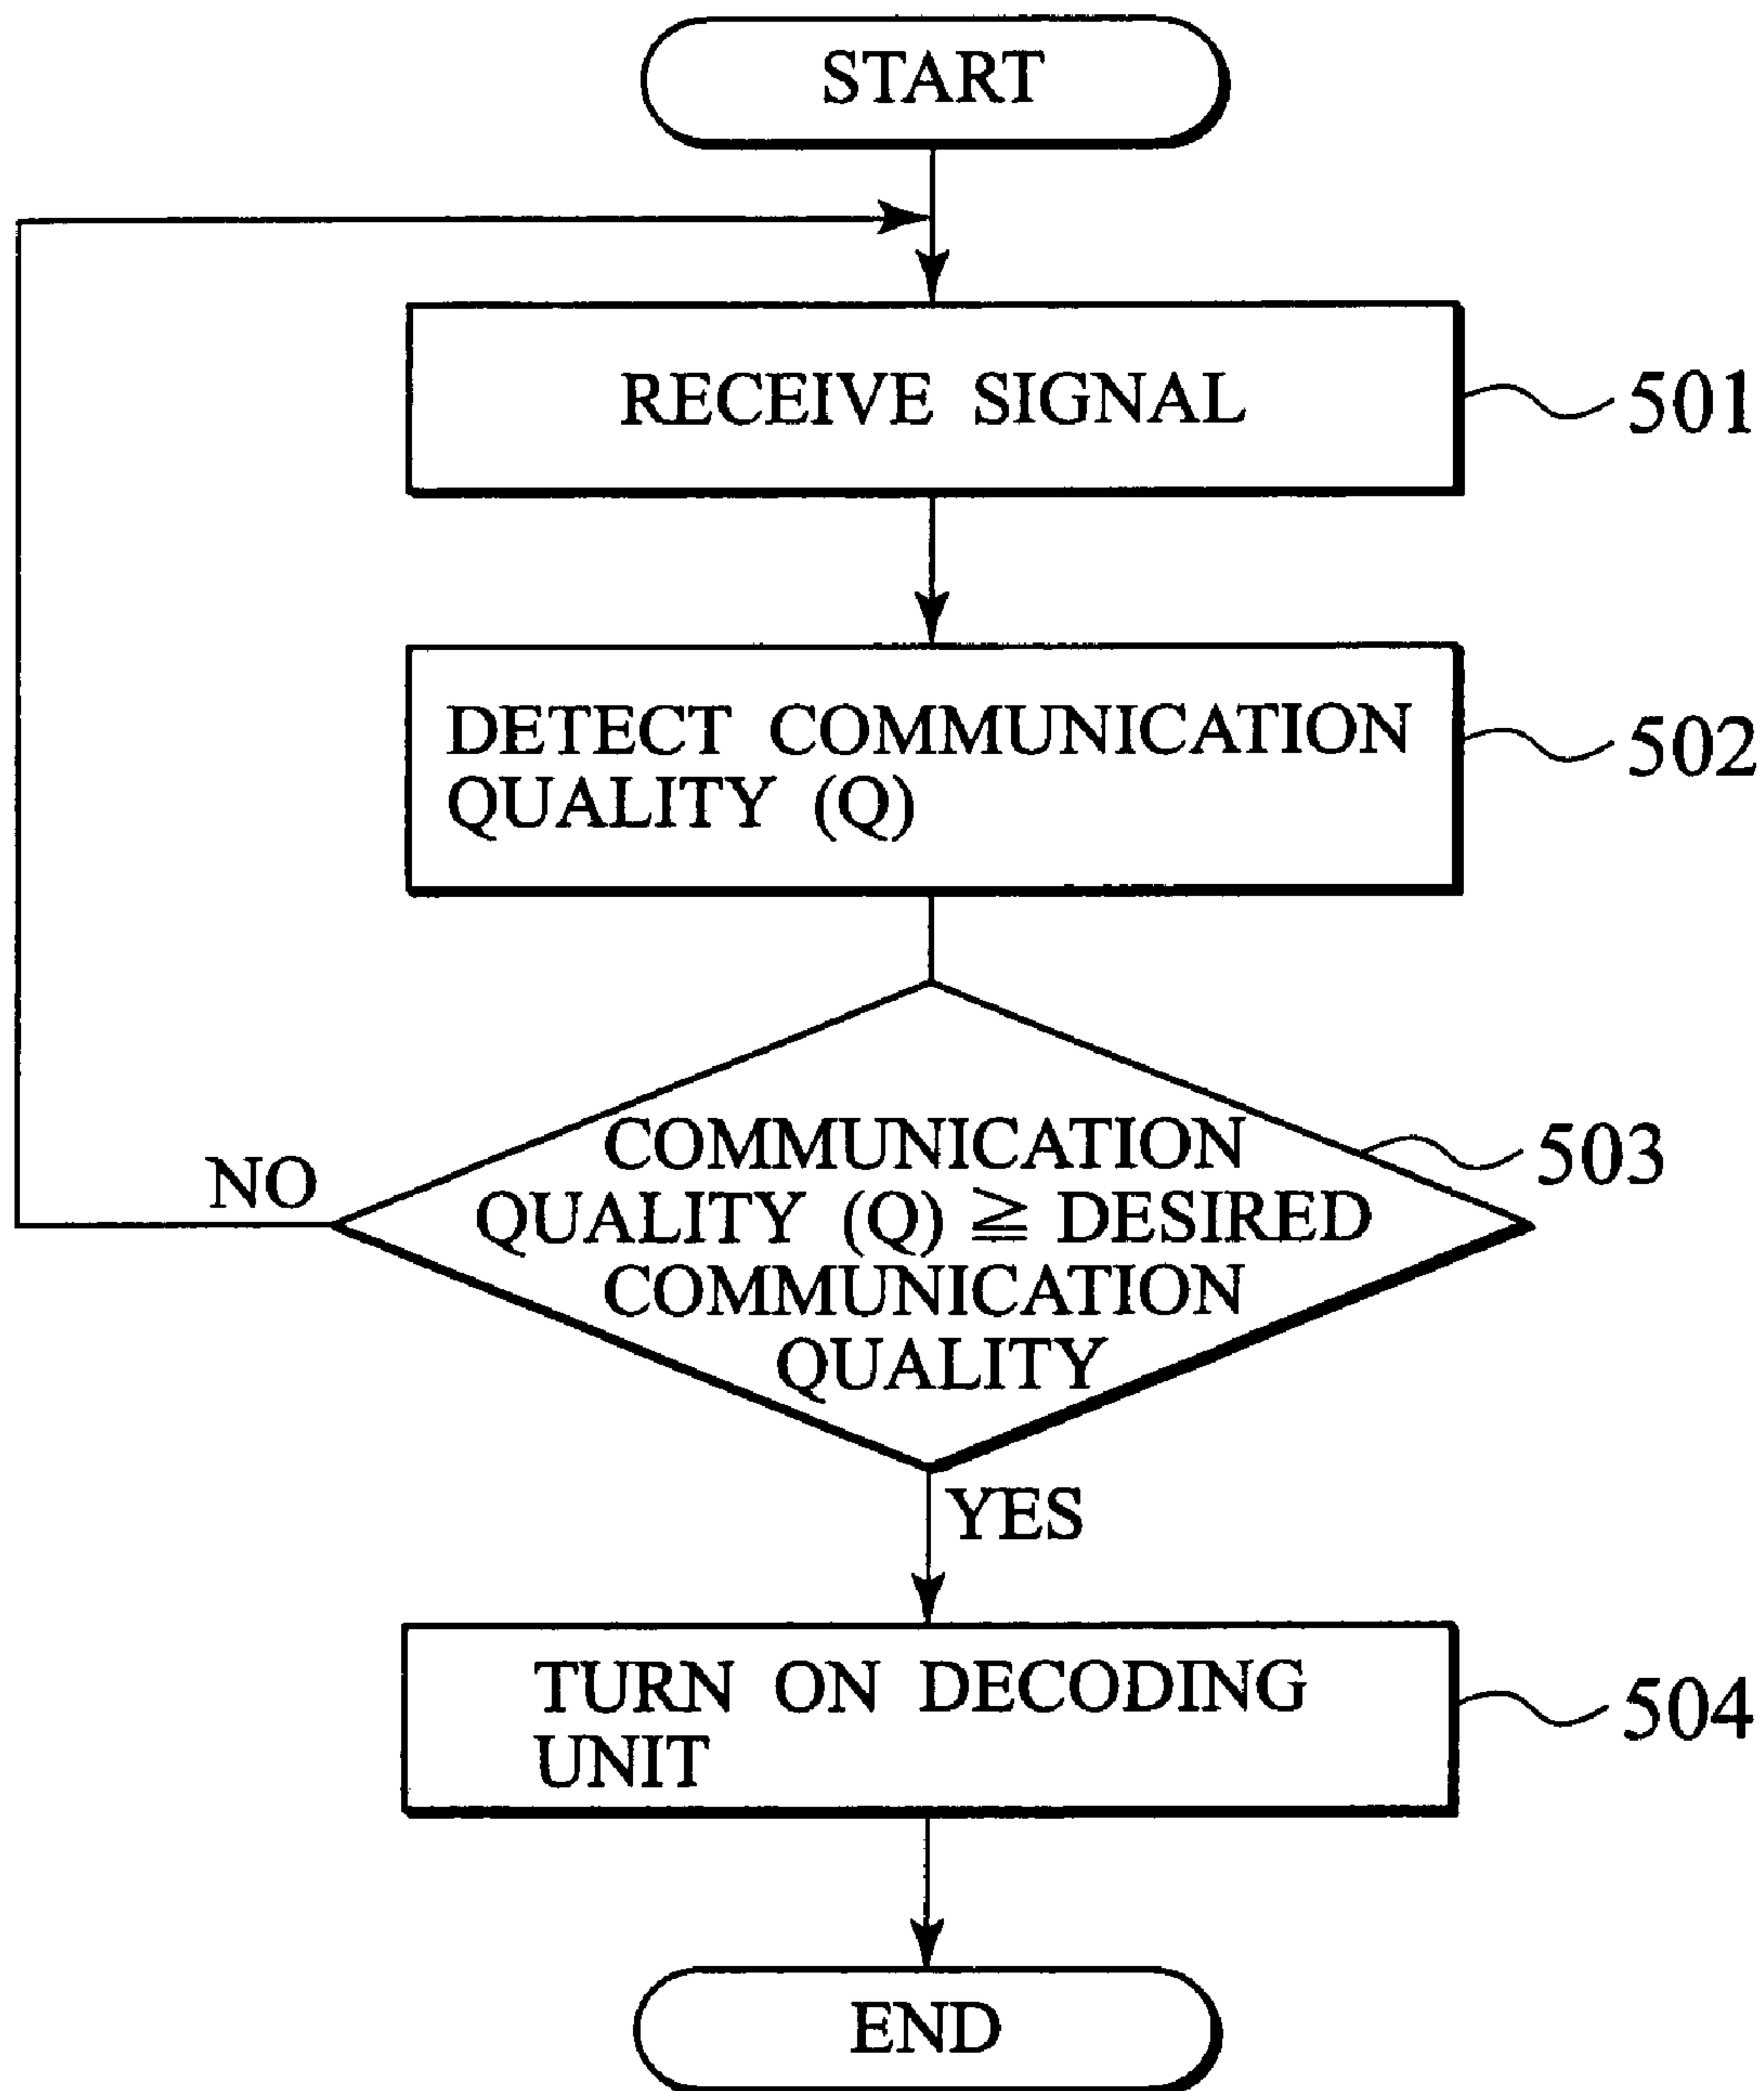 START
RECEIVE SIGNAL
501
DETECT COMMUNICATION
QUALITY (Q)
502
COMMUNICATION
QUALITY (Q) ≧ DESIRED
COMMUNICATION
QUALITY
503
NO
YES
TURN ON DECODING
UNIT
504
END